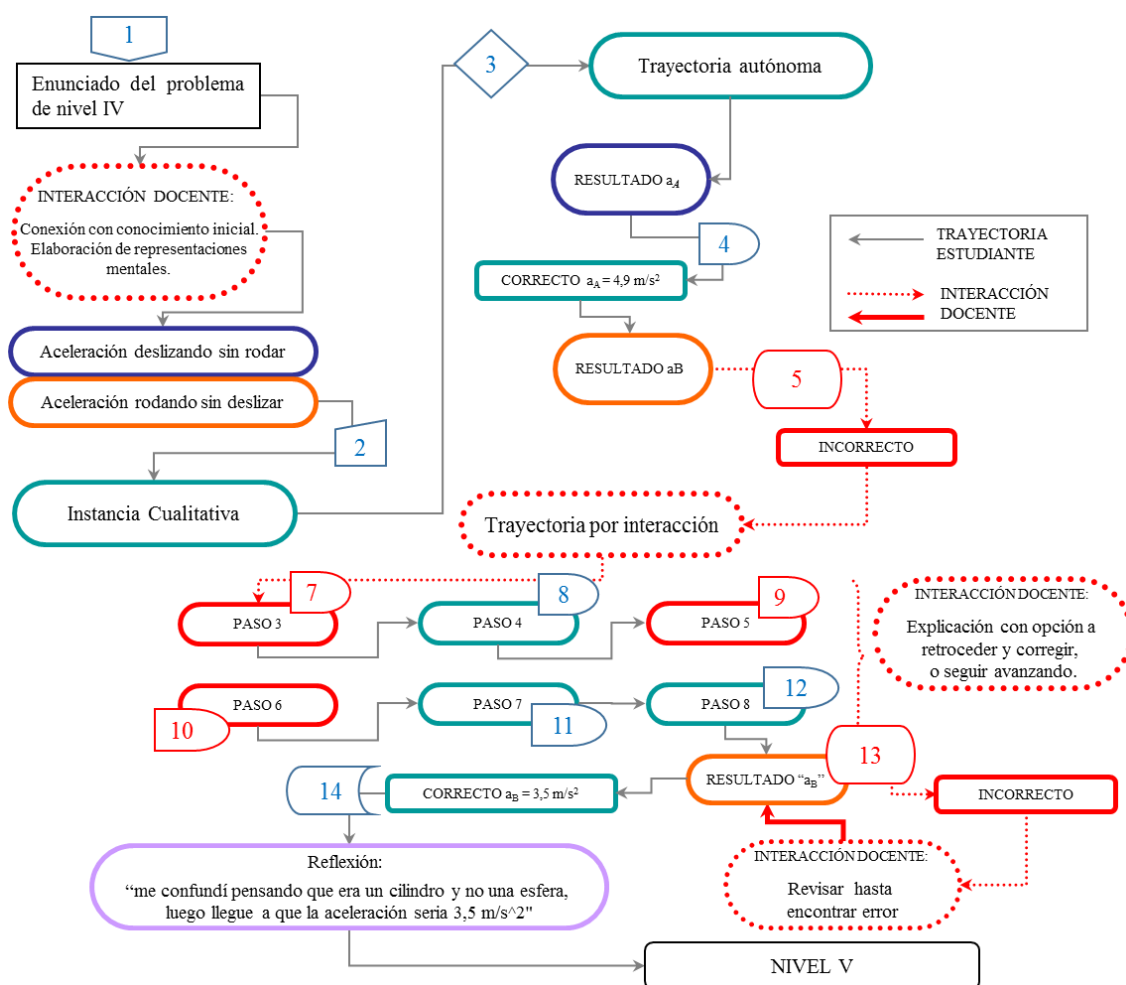 1
Enunciado del problema
de nivel IV
INTERACCIÓN DOCENTE:
Conexión con conocimiento inicial.
Elaboración de representaciones
mentales.
Aceleración deslizando sin rodar
Aceleración rodando sin deslizar
2
Instancia Cualitativa
3
Trayectoria autónoma
RESULTADO aA
4
CORRECTO aA = 4,9 m/s²
RESULTADO aB
5
INCORRECTO
TRAYECTORIA
ESTUDIANTE
INTERACCIÓN
DOCENTE
Trayectoria por interacción
7
PASO 3
8
PASO 4
9
PASO 5
INTERACCIÓN DOCENTE:
Explicación con opción a
retroceder y corregir,
o seguir avanzando.
PASO 6
10
PASO 7
11
PASO 8
12
RESULTADO “aB”
13
INCORRECTO
INTERACCIÓN DOCENTE:
Revisar hasta
encontrar error
CORRECTO aB = 3,5 m/s²
14
Reflexión:
“me confundí pensando que era un cilindro y no una esfera,
luego llegue a que la aceleración seria 3,5 m/s^2"
NIVEL V